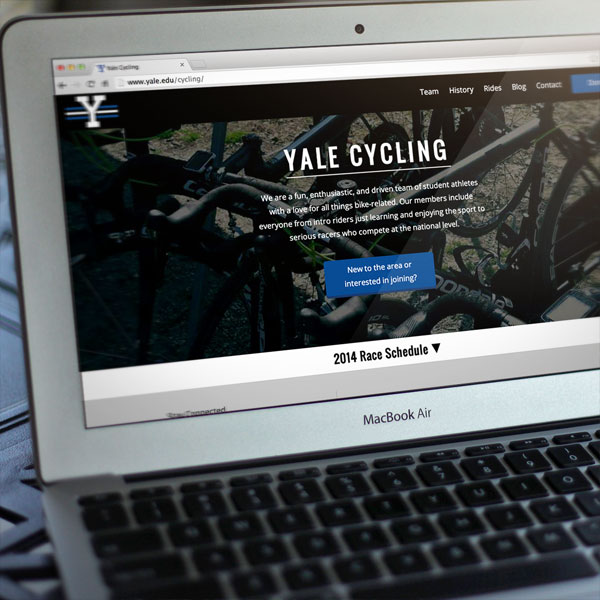 Yale Cycling
www.yale.edu/cycling/
Y
Team History Rides Blog Contact
YALE CYCLING
We are a fun, enthusiastic, and driven team of student athletes
with a love for all things bike-related. Our members include
everyone from intro riders just learning and enjoying the sport to
serious racers who compete at the national level.
New to the area or
interested in joining?
2014 Race Schedule ▼
Stay Connected
MacBook Air